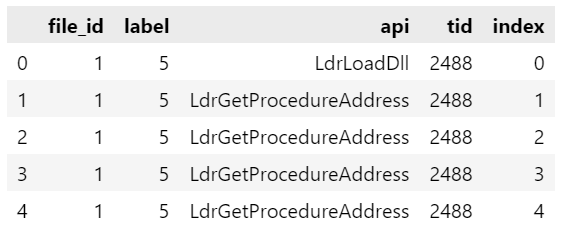 file_id label api tid index
0 1 5 LdrLoadDll 2488 0
1 1 5 LdrGetProcedureAddress 2488 1
2 1 5 LdrGetProcedureAddress 2488 2
3 1 5 LdrGetProcedureAddress 2488 3
4 1 5 LdrGetProcedureAddress 2488 4